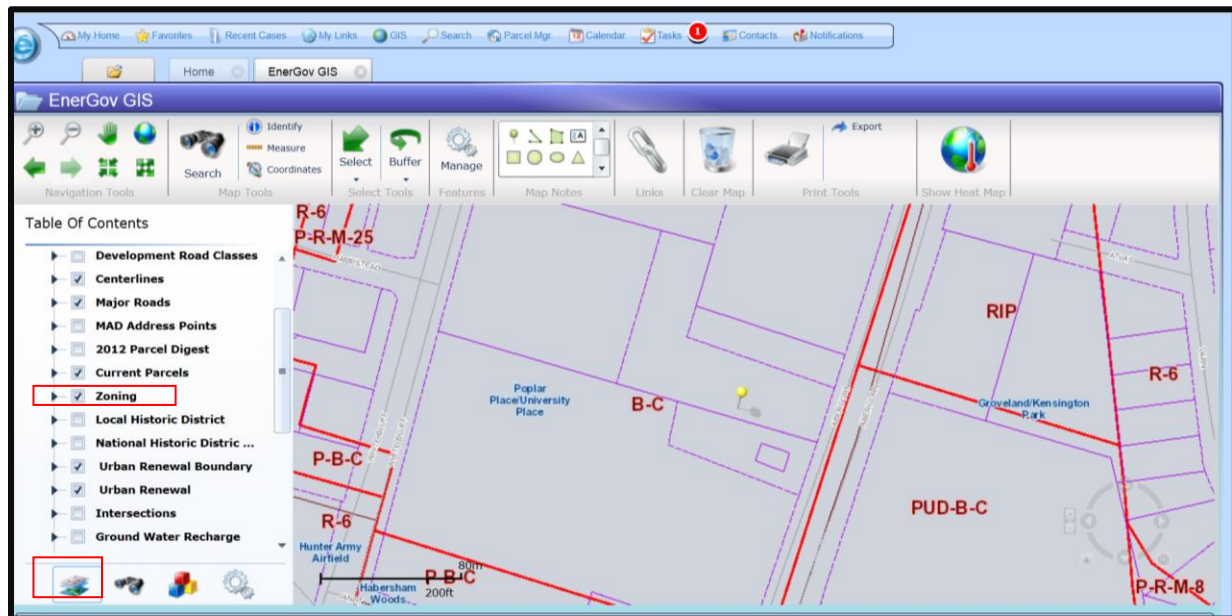 My Home Favorites Recent Cases My Links GIS Search Parcel Mgr. Calendar Tasks 1 Contacts Notifications
Home EnerGov GIS
EnerGov GIS
Identify
Measure
Coordinates
Search
Select
Buffer
Manage
A
Export
Navigation Tools Map Tools Select Tools Features Map Notes Links Clear Map Print Tools Show Heat Map
Table Of Contents
Development Road Classes
Centerlines
Major Roads
MAD Address Points
2012 Parcel Digest
Current Parcels
Zoning
Local Historic District
National Historic Distric ...
Urban Renewal Boundary
Urban Renewal
Intersections
Ground Water Recharge
R-6
P-R-M-25
HAMPSTEAD
ATLAS
RIP
R-6
Poplar
Place/University
Place
B-C
Groveland/Kensington
Park
P-B-C
PUD-B-C
R-6
Hunter Army
Airfield
80m
200ft
P-B-C
Habersham
Woods
P-R-M-8